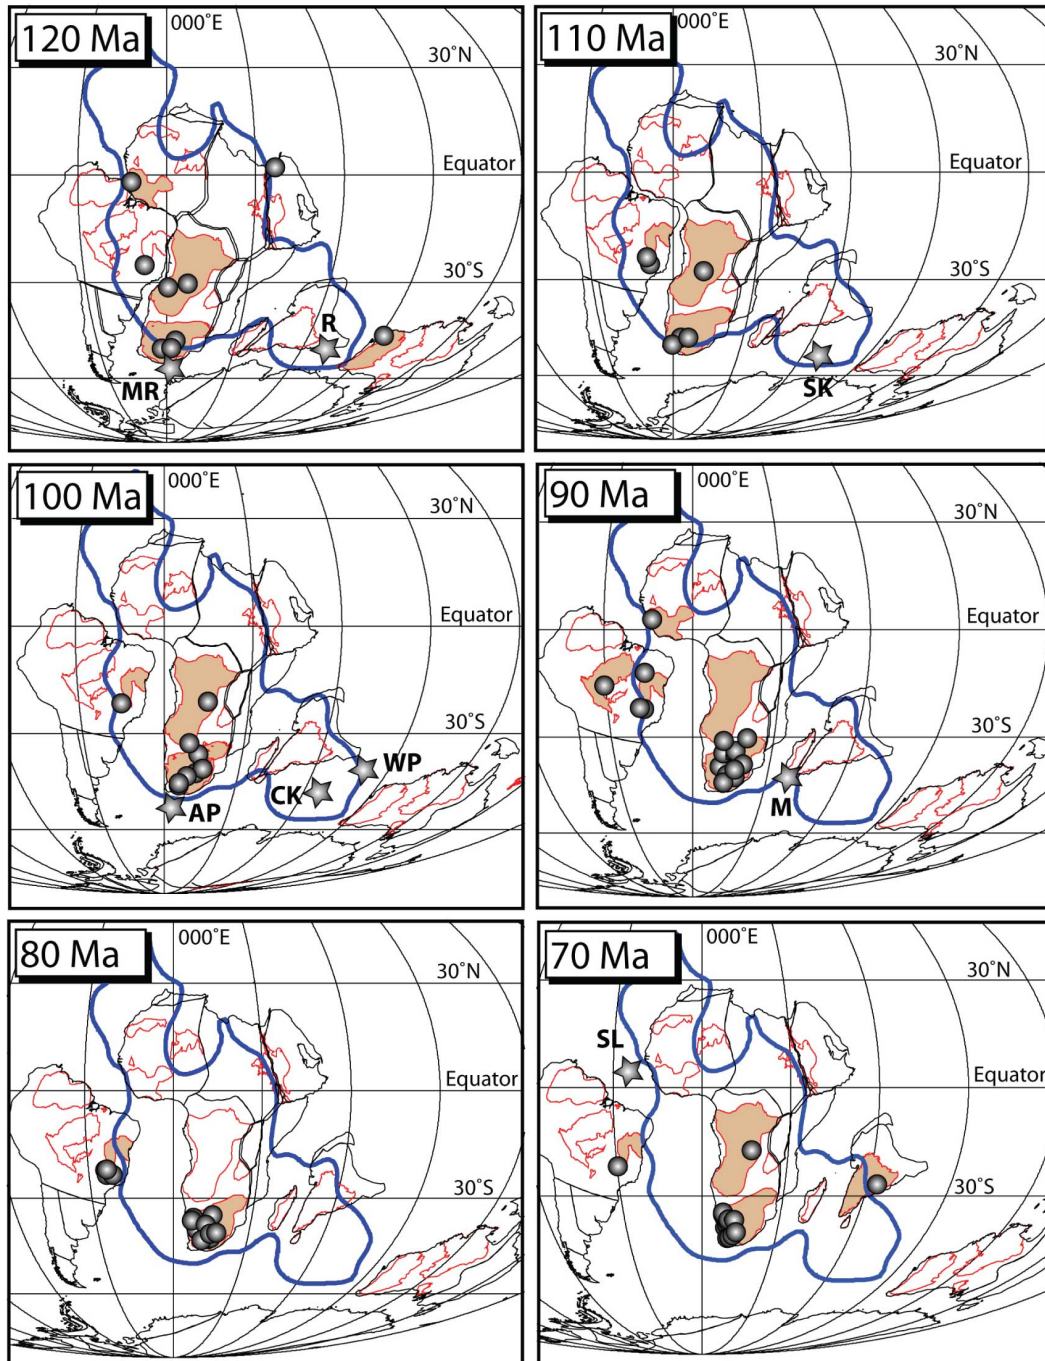 120 Ma
000˚E
30˚N
Equator
30˚S
R
MR
110 Ma
000˚E
30˚N
Equator
30˚S
SK
100 Ma
000˚E
30˚N
Equator
30˚S
WP
CK
AP
90 Ma
000˚E
30˚N
Equator
30˚S
M
80 Ma
000˚E
30˚N
Equator
30˚S
70 Ma
000˚E
30˚N
SL
Equator
30˚S